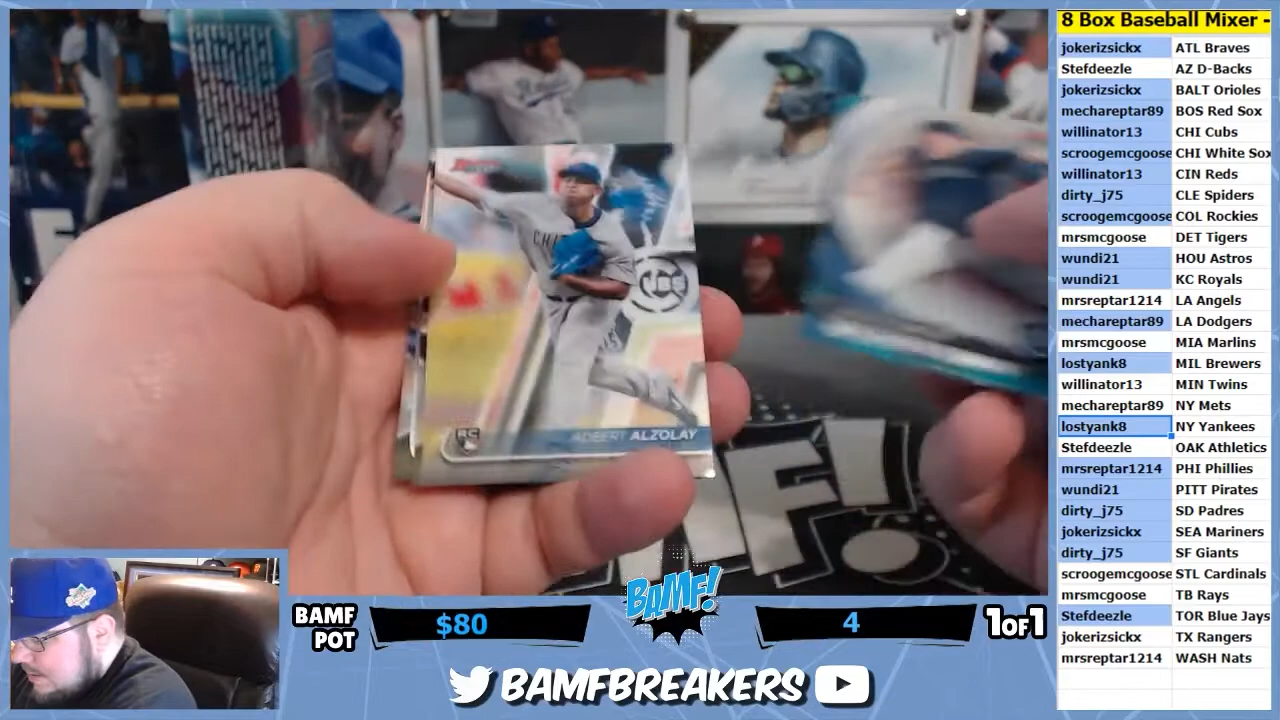 8 Box Baseball Mixer -
jokerizsickx ATL Braves
Stefdeezle AZ D-Backs
jokerizsickx BALT Orioles
mechareptar89 BOS Red Sox
willinator13 CHI Cubs
scroogemcgoose CHI White Sox
willinator13 CIN Reds
dirty_j75 CLE Spiders
scroogemcgoose COL Rockies
mrsmcgoose DET Tigers
wundi21 HOU Astros
wundi21 KC Royals
mrsreptar1214 LA Angels
mechareptar89 LA Dodgers
mrsmcgoose MIA Marlins
lostyank8 MIL Brewers
willinator13 MIN Twins
mechareptar89 NY Mets
lostyank8 NY Yankees
Stefdeezle OAK Athletics
mrsreptar1214 PHI Phillies
wundi21 PITT Pirates
dirty_j75 SD Padres
jokerizsickx SEA Mariners
dirty_j75 SF Giants
scroogemcgoose STL Cardinals
mrsmcgoose TB Rays
Stefdeezle TOR Blue Jays
jokerizsickx TX Rangers
mrsreptar1214 WASH Nats
CUBS
RC
ADBERT ALZOLAY
BAMF POT
$80
BAMF!
4
1OF1
BAMFBREAKERS